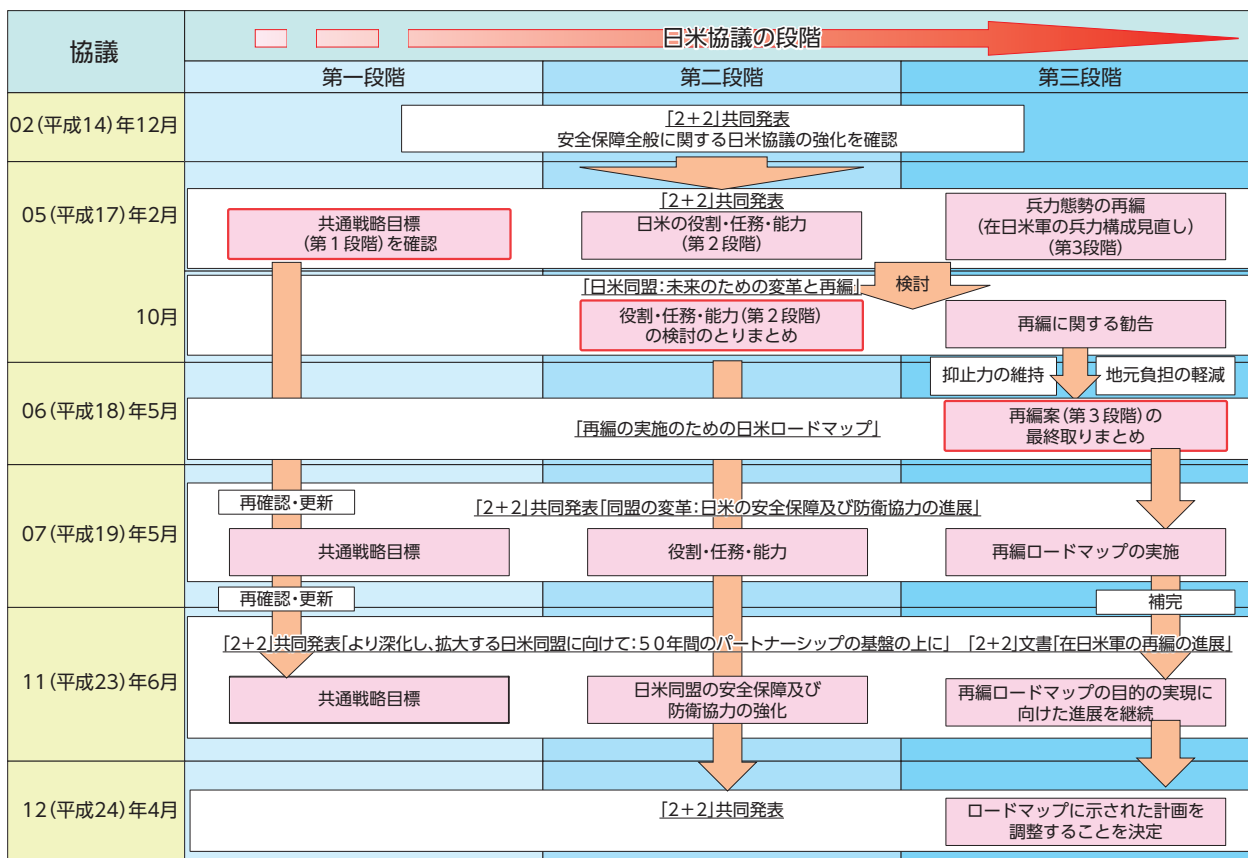 協議
日米協議の段階
第一段階
第二段階
第三段階
02(平成14)年12月
「2+2」共同発表
安全保障全般に関する日米協議の強化を確認
05(平成17)年2月
「2+2」共同発表
共通戦略目標
(第1段階)を確認
日米の役割・任務・能力
(第2段階)
兵力態勢の再編
(在日米軍の兵力構成見直し)
(第3段階)
検討
10月
「日米同盟:未来のための変革と再編」
役割・任務・能力(第2段階)
の検討のとりまとめ
再編に関する勧告
抑止力の維持
地元負担の軽減
06(平成18)年5月
「再編の実施のための日米ロードマップ」
再編案(第3段階)の
最終取りまとめ
再確認・更新
07(平成19)年5月
「2+2」共同発表「同盟の変革:日米の安全保障及び防衛協力の進展」
共通戦略目標
役割・任務・能力
再編ロードマップの実施
再確認・更新
補完
11(平成23)年6月
「2+2」共同発表「より深化し、拡大する日米同盟に向けて:50年間のパートナーシップの基盤の上に」 「2+2」文書「在日米軍の再編の進展」
共通戦略目標
日米同盟の安全保障及び
防衛協力の強化
再編ロードマップの目的の実現に
向けた進展を継続
12(平成24)年4月
「2+2」共同発表
ロードマップに示された計画を
調整することを決定